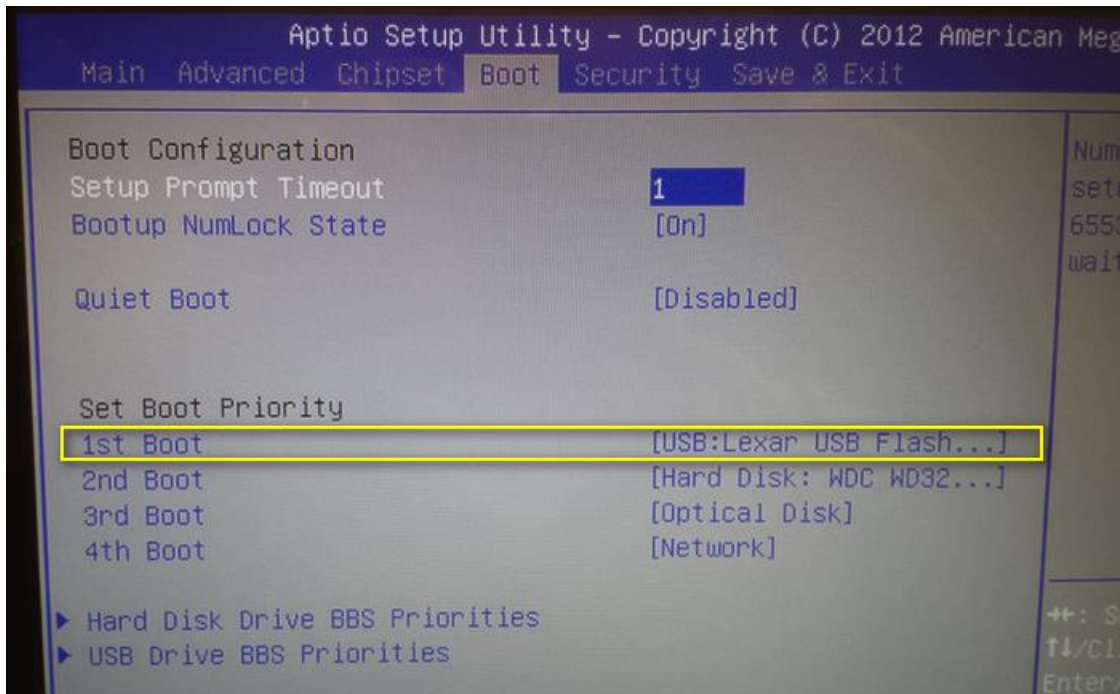 Aptio Setup Utility - Copyright (C) 2012 American
Main Advanced Chipset Boot Security Save & Exit
Boot Configuration
Setup Prompt Timeout 1
Bootup NumLock State [On]
Quiet Boot [Disabled]
Set Boot Priority
1st Boot [USB:Lexar USB Flash...]
2nd Boot [Hard Disk: WDC WD32...]
3rd Boot [Optical Disk]
4th Boot [Network]
Hard Disk Drive BBS Priorities
USB Drive BBS Priorities
Enter